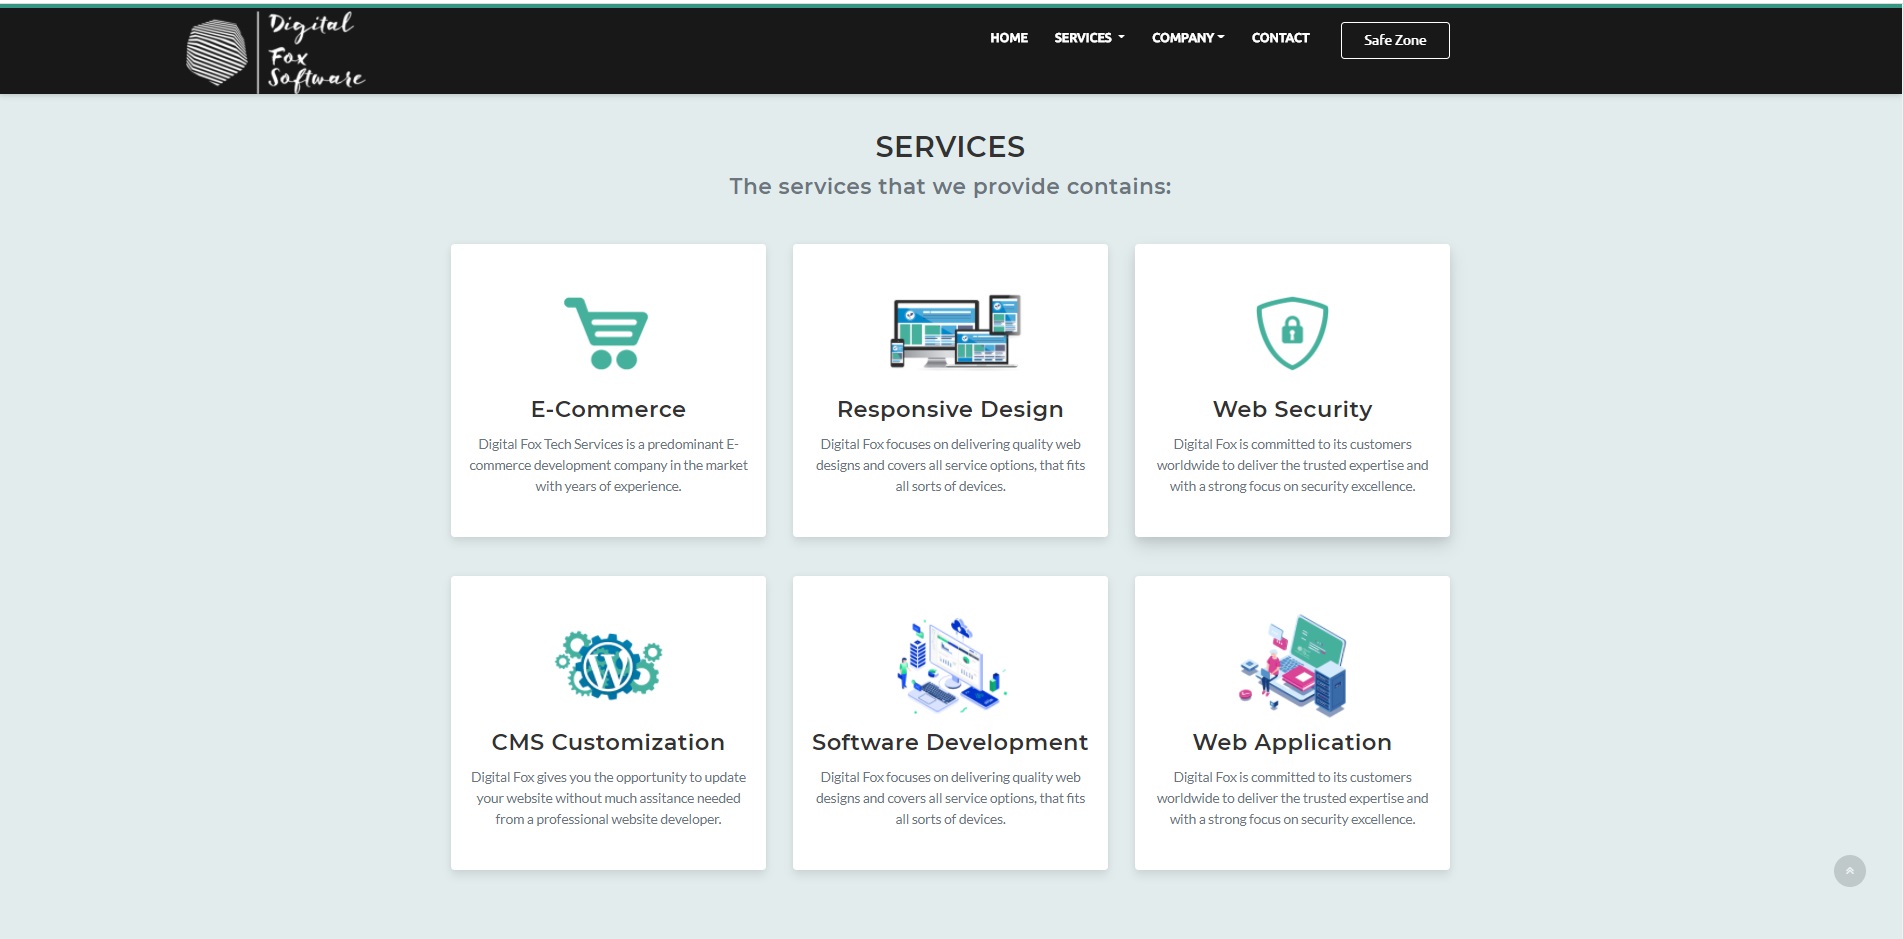 Digital
Fox
Software
HOME
SERVICES
COMPANY
CONTACT
Safe Zone
SERVICES
The services that we provide contains:
E-Commerce
Digital Fox Tech Services is a predominant E-
commerce development company in the market
with years of experience.
Responsive Design
Digital Fox focuses on delivering quality web
designs and covers all service options, that fits
all sorts of devices.
Web Security
Digital Fox is committed to its customers
worldwide to deliver the trusted expertise and
with a strong focus on security excellence.
CMS Customization
Digital Fox gives you the opportunity to update
your website without much assitance needed
from a professional website developer.
Software Development
Digital Fox focuses on delivering quality web
designs and covers all service options, that fits
all sorts of devices.
Web Application
Digital Fox is committed to its customers
worldwide to deliver the trusted expertise and
with a strong focus on security excellence.